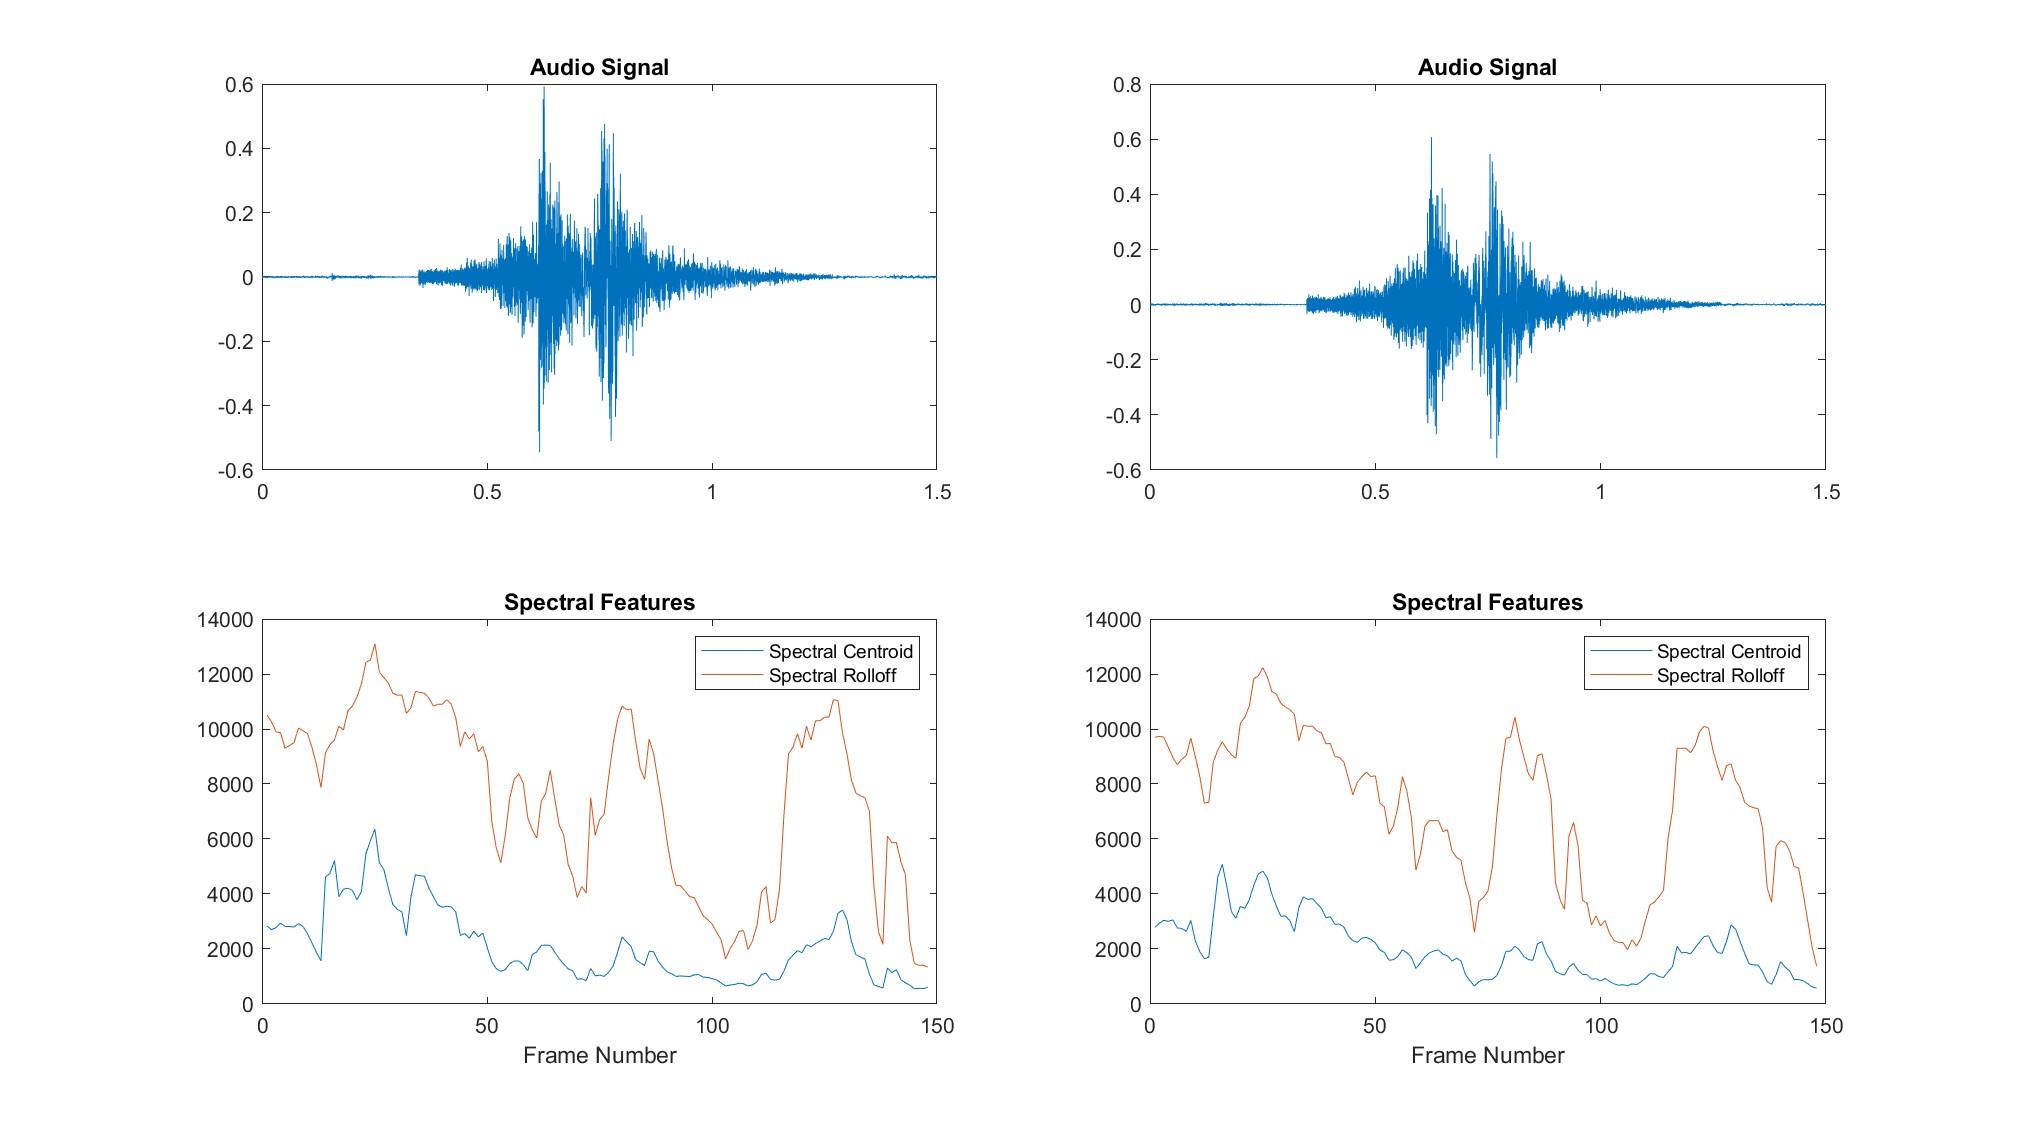 Audio Signal
0.6
0.4
0.2
0
-0.2
-0.4
-0.6
0 0.5 1 1.5
Audio Signal
0.8
0.6
0.4
0.2
0
-0.2
-0.4
-0.6
0 0.5 1 1.5
Spectral Features
14000
12000
10000
8000
6000
4000
2000
0
Spectral Centroid
Spectral Rolloff
0 50 100 150
Frame Number
Spectral Features
14000
12000
10000
8000
6000
4000
2000
0
Spectral Centroid
Spectral Rolloff
0 50 100 150
Frame Number